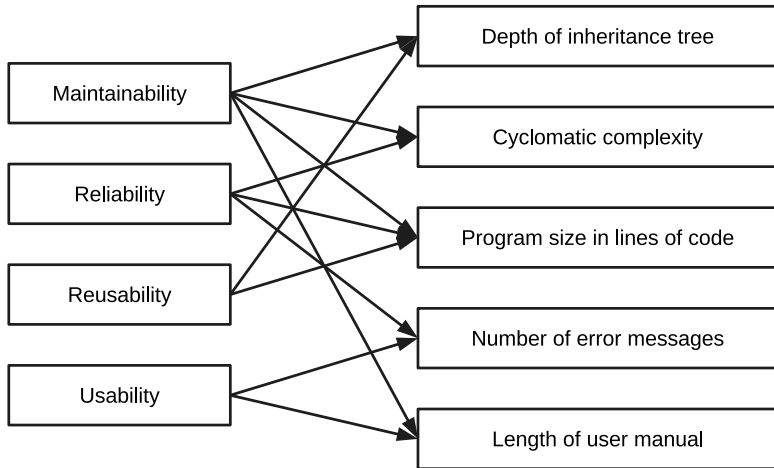 Maintainability
Reliability
Reusability
Usability
Depth of inheritance tree
Cyclomatic complexity
Program size in lines of code
Number of error messages
Length of user manual